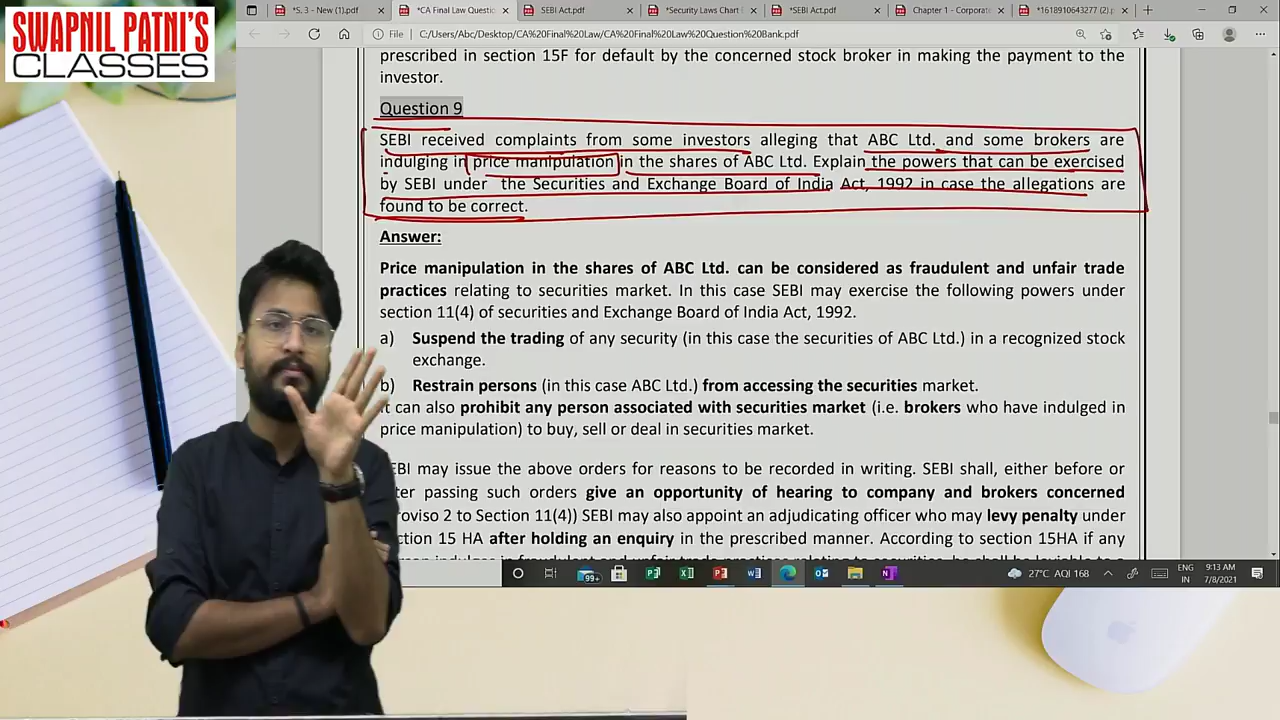 SWAPNIL PATNI'S
CLASSES
*S. 3 - New (1).pdf
*CA Final Law Questio
SEBI Act.pdf
*Security Laws Chart
*SEBI Act.pdf
Chapter 1 - Corporat
*1618910643277 (2).p
File
C:/Users/Abc/Desktop/CA%20Final%20Law/CA%20Final%20Law%20Question%20Bank.pdf
prescribed in section 15F for default by the concerned stock broker in making the payment to the
investor.
Question 9
SEBI received complaints from some investors alleging that ABC Ltd. and some brokers are
indulging in price manipulation in the shares of ABC Ltd. Explain the powers that can be exercised
by SEBI under the Securities and Exchange Board of India Act, 1992 in case the allegations are
found to be correct.
Answer:
Price manipulation in the shares of ABC Ltd. can be considered as fraudulent and unfair trade
practices relating to securities market. In this case SEBI may exercise the following powers under
section 11(4) of securities and Exchange Board of India Act, 1992.
a) Suspend the trading of any security (in this case the securities of ABC Ltd.) in a recognized stock
exchange.
b) Restrain persons (in this case ABC Ltd.) from accessing the securities market.
t can also prohibit any person associated with securities market (i.e. brokers who have indulged in
price manipulation) to buy, sell or deal in securities market.
EBI may issue the above orders for reasons to be recorded in writing. SEBI shall, either before or
ter passing such orders give an opportunity of hearing to company and brokers concerned
roviso 2 to Section 11(4)) SEBI may also appoint an adjudicating officer who may levy penalty under
ction 15 HA after holding an enquiry in the prescribed manner. According to section 15HA if any
99+
27°C AQI 168
ENG
IN
9:13 AM
7/8/2021